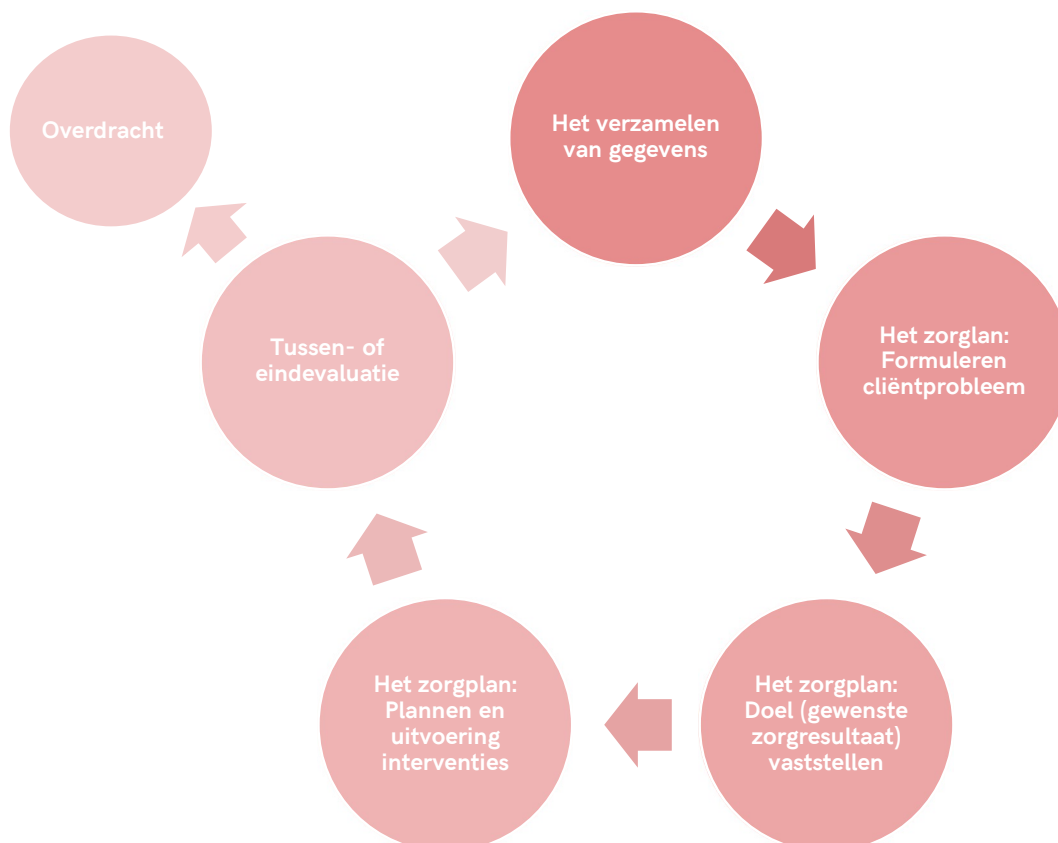 Overdracht
Het verzamelen
van gegevens
Het zorglan:
Formuleren
cliëntprobleem
Het zorgplan:
Doel (gewenste
zorgresultaat)
vaststellen
Het zorgplan:
Plannen en
uitvoering
interventies
Tussen- of
eindevaluatie